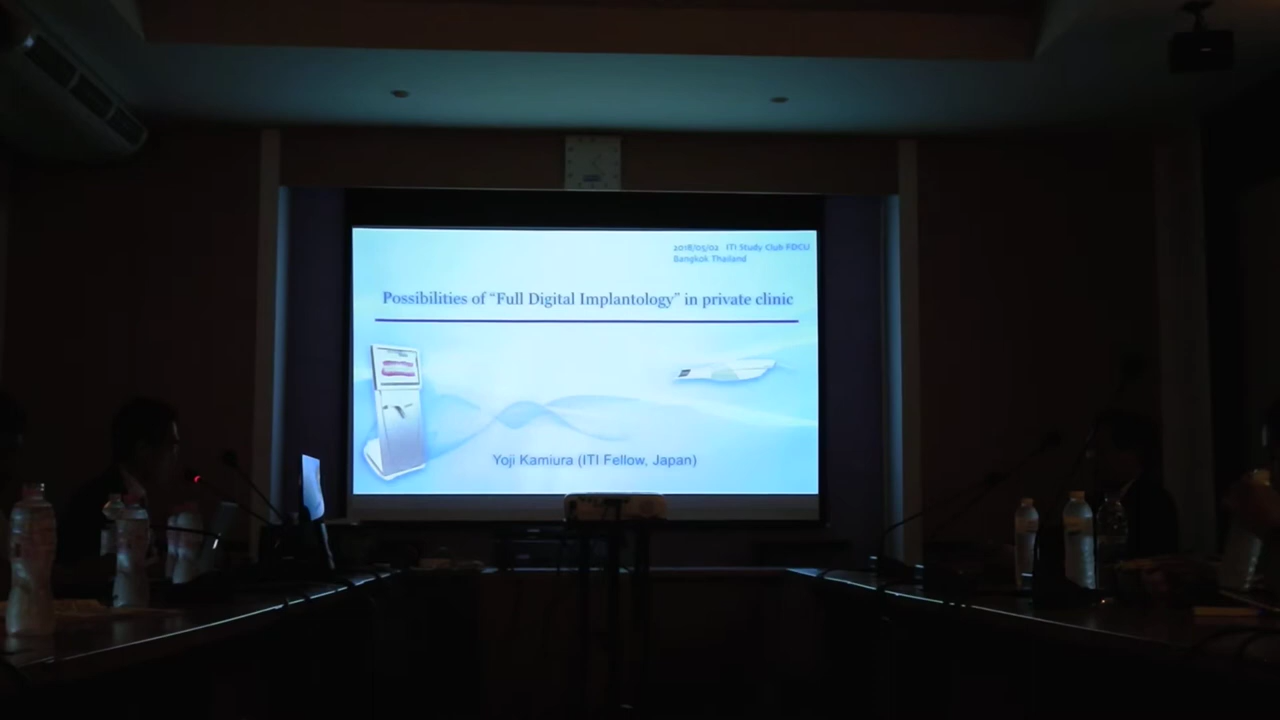 2018/05/02 ITI Study Club FDCU
Bangkok Thailand
Possibilities of “Full Digital Implantology” in private clinic
Yoji Kamiura (ITI Fellow, Japan)